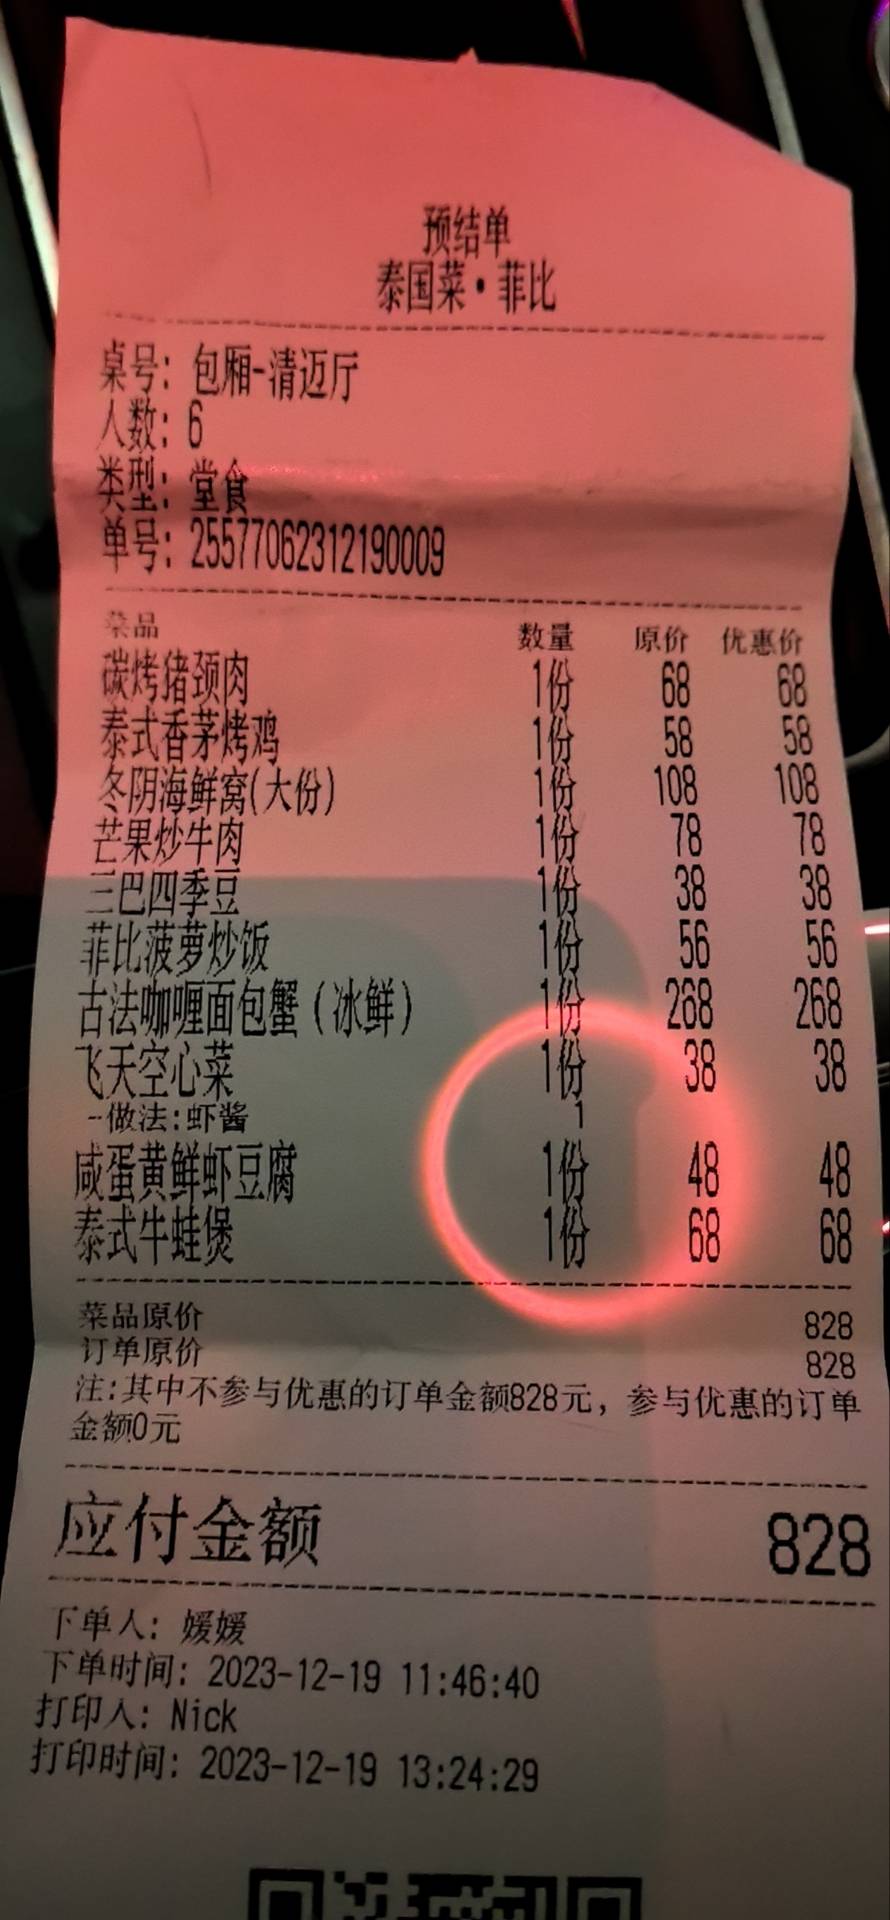 预结单
泰国菜·菲比
桌号: 包厢-清迈厅
人数: 6
类型: 堂食
单号: 25577062312190009
菜品 数量 原价 优惠价
碳烤猪颈肉 1份 68 68
泰式香茅烤鸡 1份 58 58
冬阴海鲜窝(大份) 1份 108 108
芒果炒牛肉 1份 78 78
三巴四季豆 1份 38 38
菲比菠萝炒饭 1份 56 56
古法咖喱面包蟹(冰鲜) 1份 268 268
飞天空心菜 1份 38 38
-做法:虾酱 1
咸蛋黄鲜虾豆腐 1份 48 48
泰式牛蛙煲 1份 68 68
菜品原价 828
订单原价 828
注:其中不参与优惠的订单金额828元, 参与优惠的订单
金额0元
应付金额 828
下单人: 媛媛
下单时间: 2023-12-19 11:46:40
打印人: Nick
打印时间: 2023-12-19 13:24:29